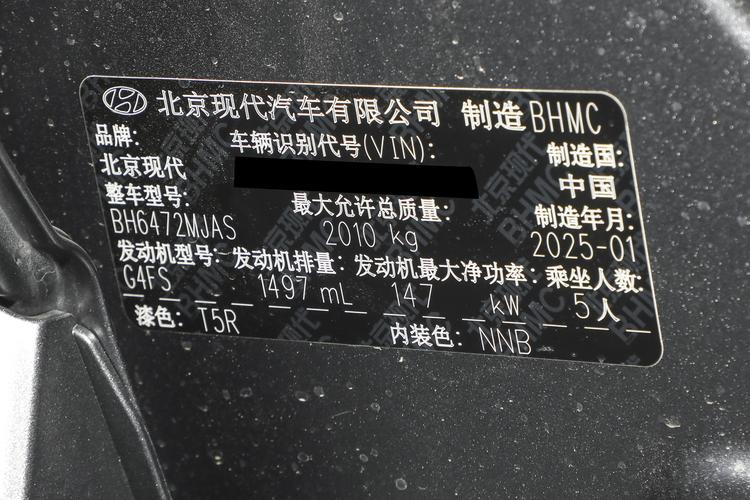 北京现代汽车有限公司 制造 BHMC
品牌: 车辆识别代号(VIN): 制造国:
北京现代 中国
整车型号: 最大允许总质量: 制造年月:
BH6472MJAS 2010 kg 2025-01
发动机型号: 发动机排量: 发动机最大净功率: 乘坐人数:
G4FS 1497 mL 147 kW 5人
漆色: T5R 内装色: NNB